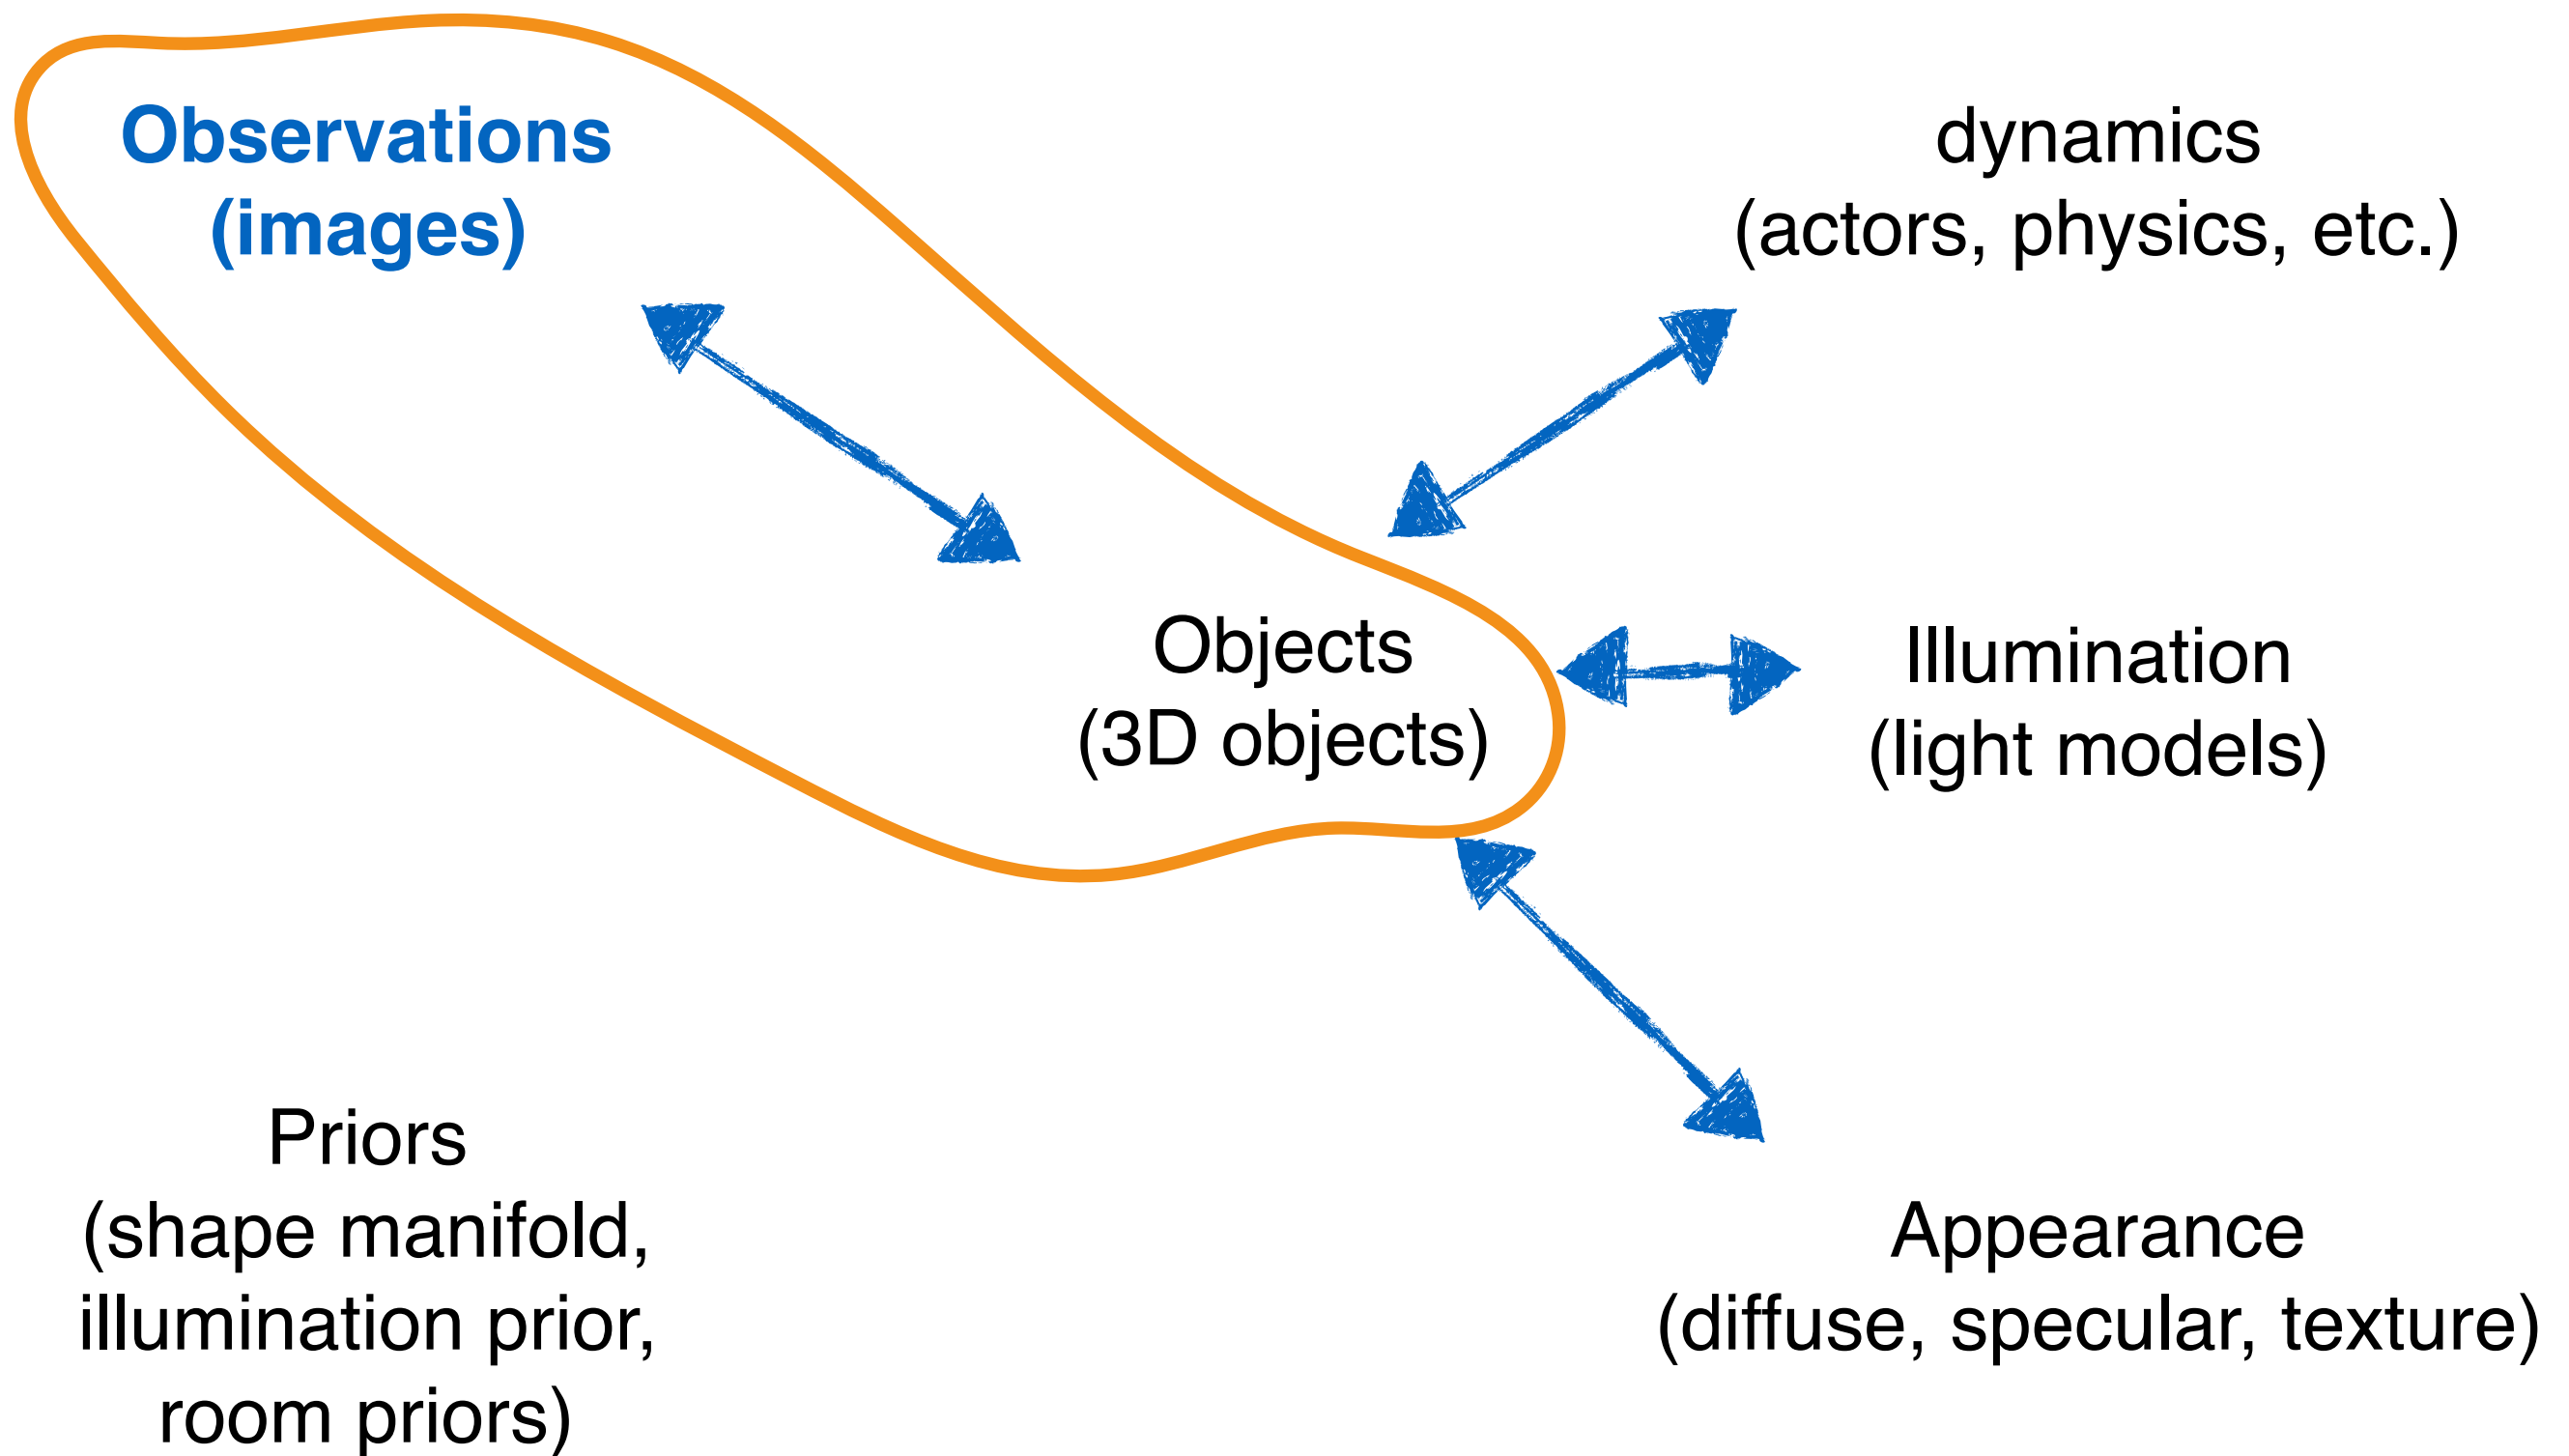 Observations
(images)
dynamics
(actors, physics, etc.)
Objects
(3D objects)
Illumination
(light models)
Priors
(shape manifold,
illumination prior,
room priors)
Appearance
(diffuse, specular, texture)